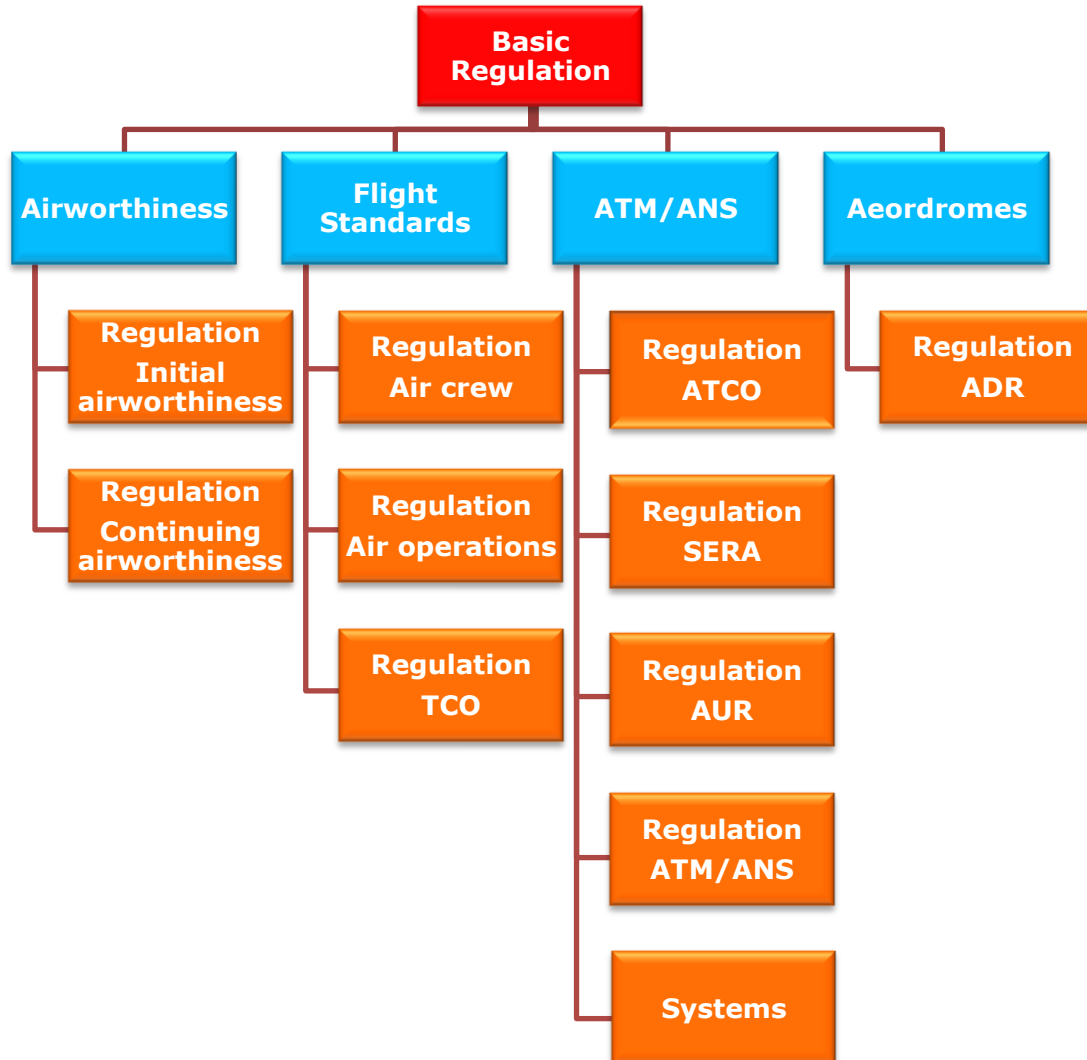 Basic
Regulation
Airworthiness
Flight
Standards
ATM/ANS
Aeordromes
Regulation
Initial
airworthiness
Regulation
Continuing
airworthiness
Regulation
Air crew
Regulation
Air operations
Regulation
TCO
Regulation
ATCO
Regulation
SERA
Regulation
AUR
Regulation
ATM/ANS
Systems
Regulation
ADR